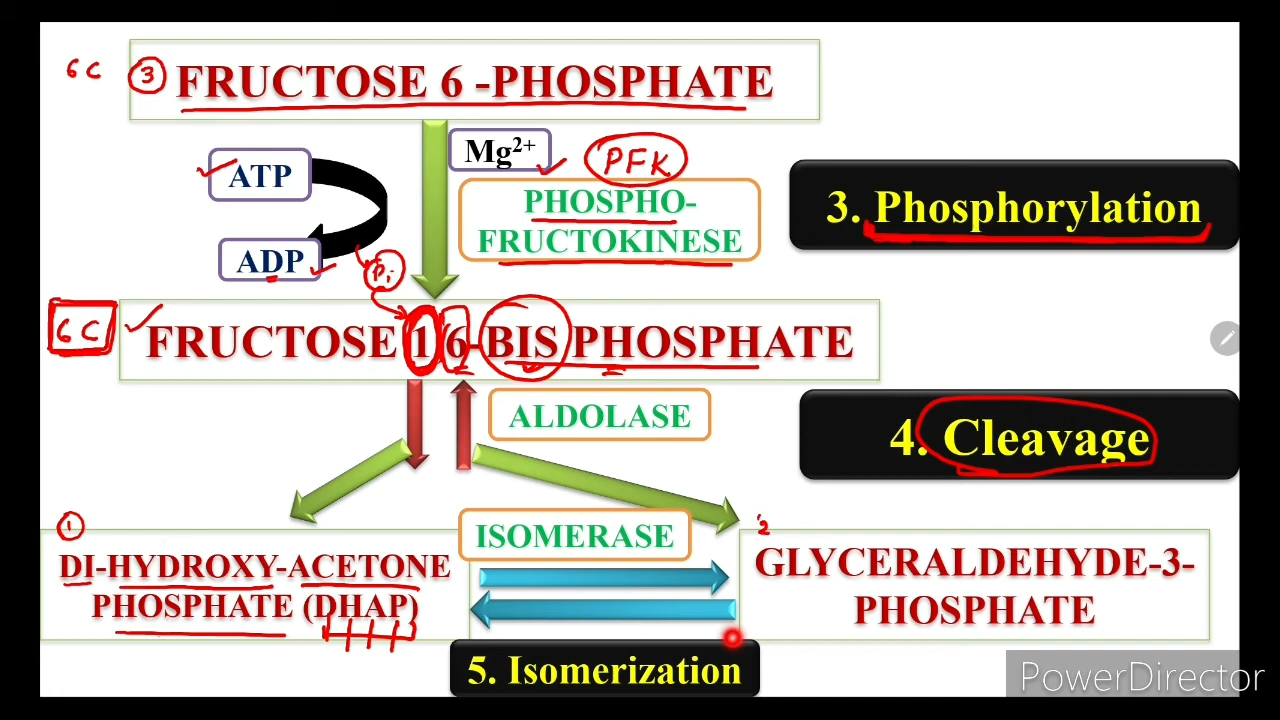 6C ③ FRUCTOSE 6 -PHOSPHATE
Mg²⁺ PFK
ATP
PHOSPHO-
FRUCTOKINESE
3. Phosphorylation
ADP
Pi
6C FRUCTOSE 1 6-BIS PHOSPHATE
ALDOLASE
4. Cleavage
①
ISOMERASE
2
DI-HYDROXY-ACETONE
PHOSPHATE (DHAP)
GLYCERALDEHYDE-3-
PHOSPHATE
5. Isomerization
PowerDirector